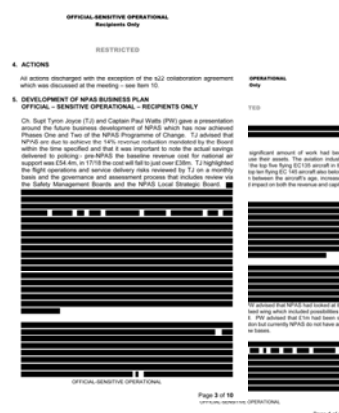 OFFICIAL-SENSITIVE OPERATIONAL
Recipients Only
RESTRICTED
4. ACTIONS
All actions discharged with the exception of the s22 collaboration agreement
which was discussed at the meeting – see Item 10.
5. DEVELOPMENT OF NPAS BUSINESS PLAN
OFFICIAL – SENSITIVE OPERATIONAL – RECIPIENTS ONLY
Ch. Supt Tyron Joyce (TJ) and Captain Paul Watts (PW) gave a presentation
around the future business development of NPAS which has now achieved
Phases One and Two of the NPAS Programme of Change. TJ advised that
NPAS are due to achieve the 14% revenue reduction mandated by the Board
within the time specified and that it was important to note the actual savings
delivered to policing:- pre-NPAS the baseline revenue cost for national air
support was £54.4m, in 17/18 the cost will fall to just over £38m. TJ highlighted
the flight operations and service delivery risks reviewed by TJ on a monthly
basis and the governance and assessment process that includes review via
the Safety Management Boards and the NPAS Local Strategic Board.
OFFICIAL-SENSITIVE OPERATIONAL
Page 3 of 10
OPERATIONAL
Only
TED
significant amount of work had be
use their assets. The aviation indus
the top five flying EC135 aircraft in t
top ten flying EC 145 aircraft also belo
between the aircraft's age, increase
impact on both the revenue and capit
PW advised that NPAS had looked at
fixed wing which included possibilities
PW advised that £1m had been
tion but currently NPAS do not have a
bases.
OPERATIONAL